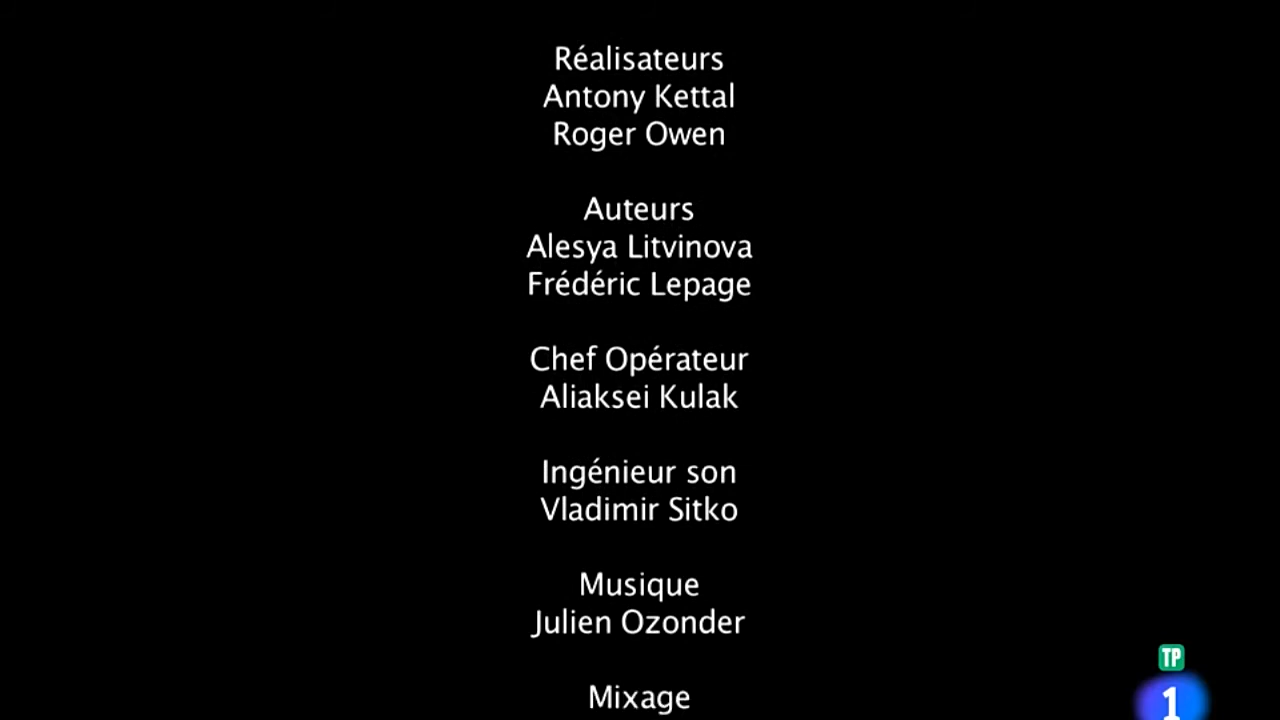 Réalisateurs
Antony Kettal
Roger Owen
Auteurs
Alesya Litvinova
Frédéric Lepage
Chef Opérateur
Aliaksei Kulak
Ingénieur son
Vladimir Sitko
Musique
Julien Ozonder
Mixage
TP
1